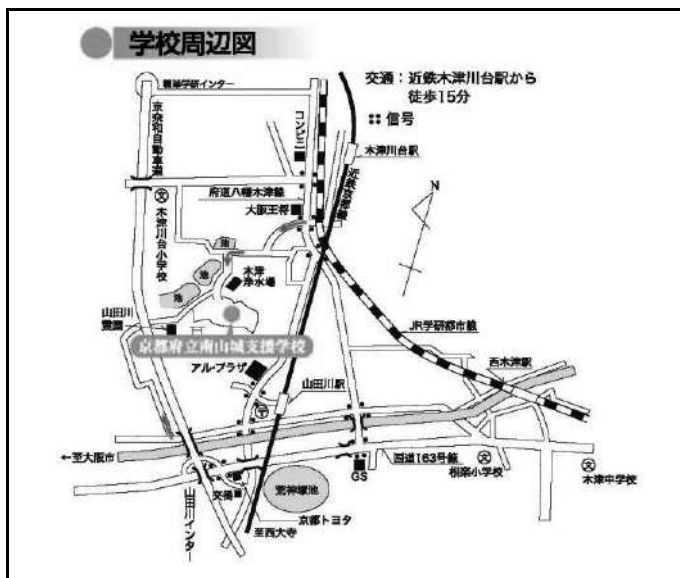 学校周辺図
交通：近鉄木津川台駅から
徒歩15分
信号
精華学研インター
京奈和自動車道
コンビニ
木津川台駅
近鉄京都線
府道八幡木津線
大阪王将
木津川台小学校
池
池
池
木津
浄水場
N
山田川
霊園
京都府立南山城支援学校
JR学研都市線
アル・プラザ
西木津駅
山田川駅
←至大阪市
国道163号線
GS
相楽小学校
木津中学校
荒神塚池
交番
京都トヨタ
至西大寺
山田川インター